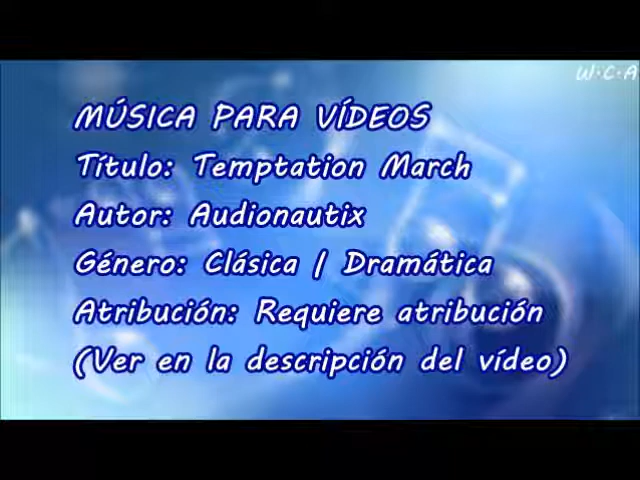 W·C·A
MÚSICA PARA VÍDEOS
Título: Temptation March
Autor: Audionautix
Género: Clásica / Dramática
Atribución: Requiere atribución
(Ver en la descripción del vídeo)